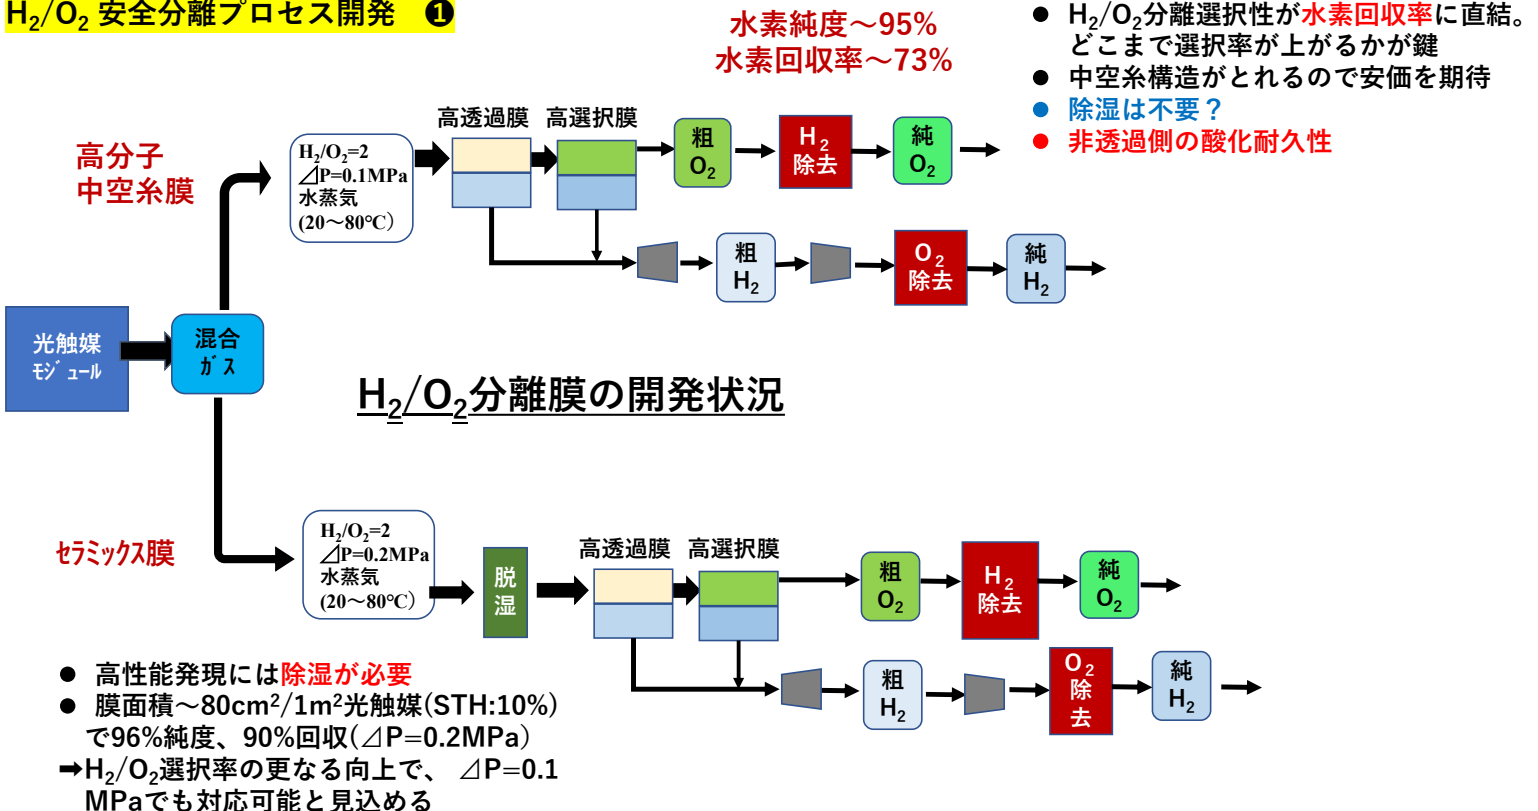 H₂/O₂ 安全分離プロセス開発 ❶
水素純度～95%
水素回収率～73%
● H₂/O₂分離選択性が水素回収率に直結。
どこまで選択率が上がるかが鍵
● 中空糸構造がとれるので安価を期待
● 除湿は不要？
● 非透過側の酸化耐久性
高分子
中空糸膜
H₂/O₂=2
⊿P=0.1MPa
水蒸気
(20～80℃)
高透過膜
高選択膜
粗
O₂
H₂
除去
純
O₂
粗
H₂
O₂
除去
純
H₂
光触媒
ﾓｼﾞｭｰﾙ
混合
ｶﾞｽ
H₂/O₂分離膜の開発状況
ｾﾗﾐｯｸｽ膜
H₂/O₂=2
⊿P=0.2MPa
水蒸気
(20～80℃)
脱
湿
高透過膜
高選択膜
粗
O₂
H₂
除去
純
O₂
粗
H₂
O₂
除
去
純
H₂
● 高性能発現には除湿が必要
● 膜面積～80cm²/1m²光触媒(STH:10%)
で96%純度、90%回収(⊿P=0.2MPa)
➡H₂/O₂選択率の更なる向上で、 ⊿P=0.1
MPaでも対応可能と見込める